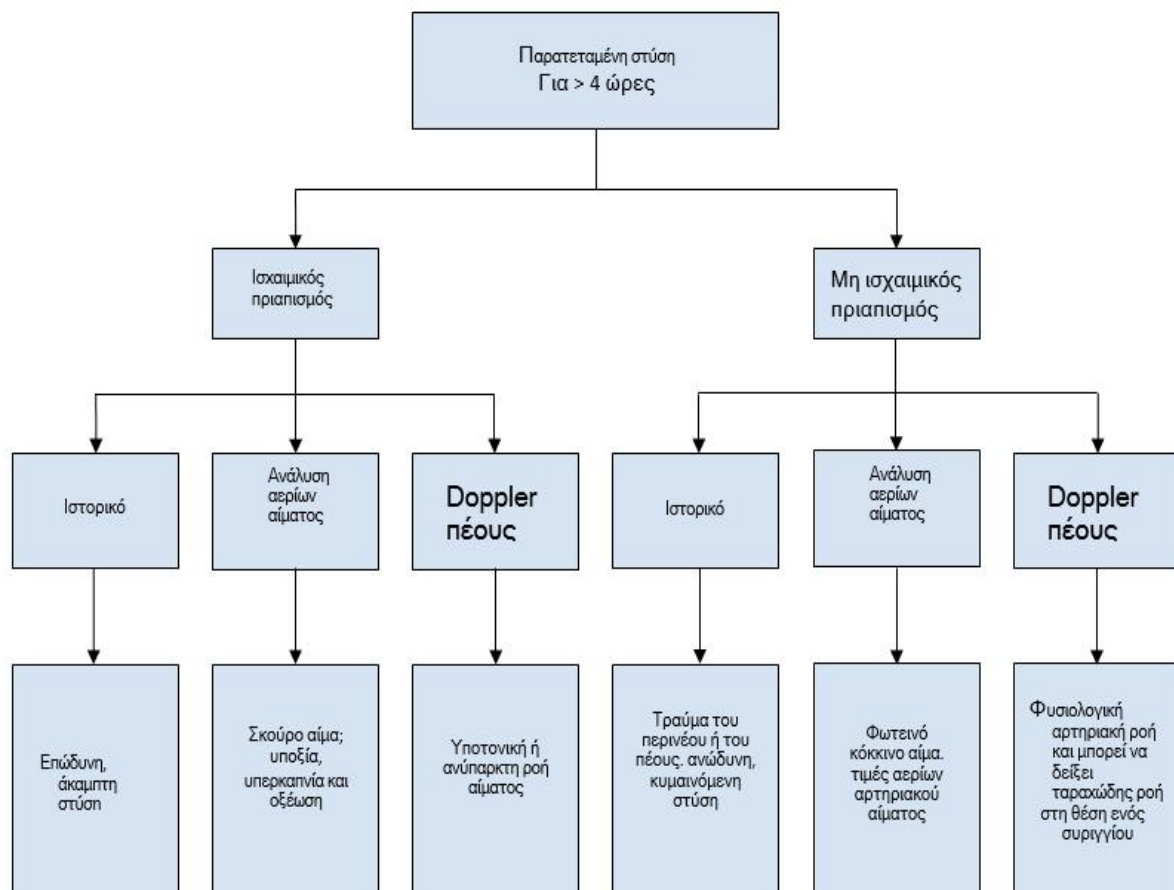 Παρατεταμένη στύση
Για > 4 ώρες
Ισχαιμικός
πριαπισμός
Μη ισχαιμικός
πριαπισμός
Ιστορικό
Ανάλυση
αερίων
αίματος
Doppler
πέους
Ιστορικό
Ανάλυση
αερίων
αίματος
Doppler
πέους
Επώδυνη,
άκαμπτη
στύση
Σκούρο αίμα;
υποξία,
υπερκαπνία και
οξέωση
Υποτονική ή
ανύπαρκτη ροή
αίματος
Τραύμα του
περινέου ή του
πέους. ανώδυνη,
κυμαινόμενη
στύση
Φωτεινό
κόκκινο αίμα.
τιμές αερίων
αρτηριακού
αίματος
Φυσιολογική
αρτηριακή ροή
και μπορεί να
δείξει
ταραχώδης ροή
στη θέση ενός
συριγγίου